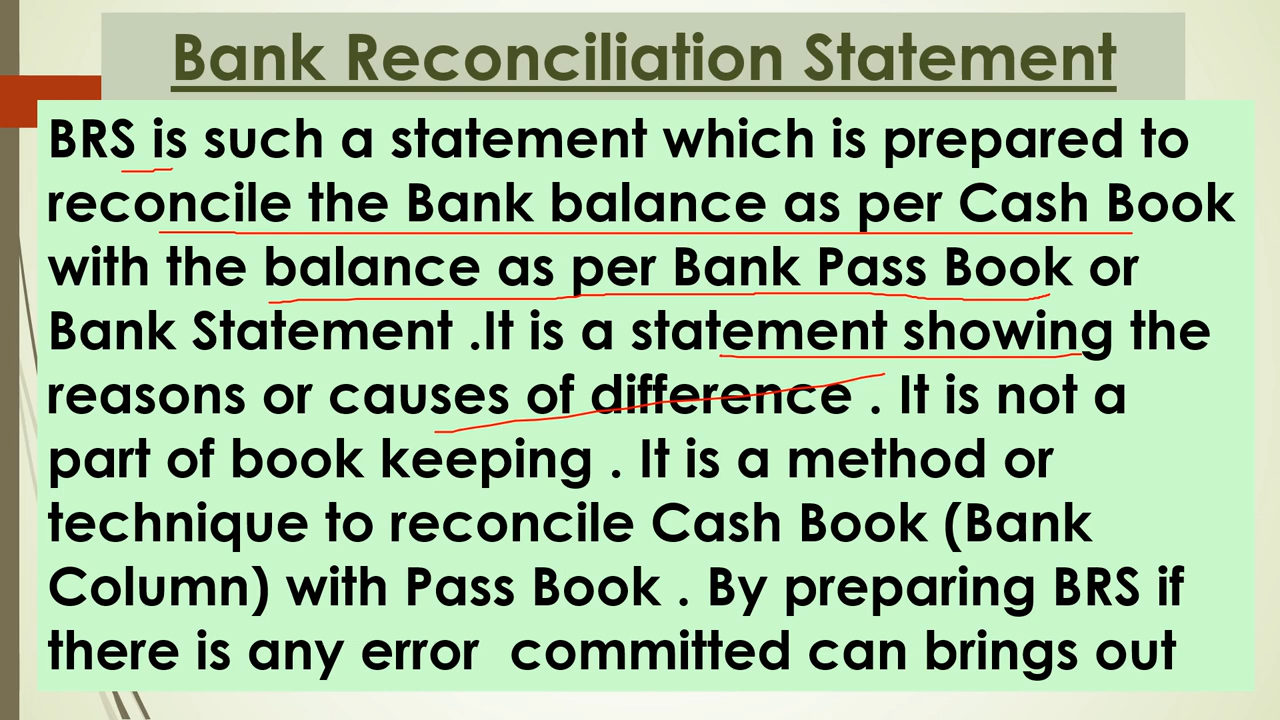 Bank Reconciliation Statement
BRS is such a statement which is prepared to
reconcile the Bank balance as per Cash Book
with the balance as per Bank Pass Book or
Bank Statement .It is a statement showing the
reasons or causes of difference . It is not a
part of book keeping . It is a method or
technique to reconcile Cash Book (Bank
Column) with Pass Book . By preparing BRS if
there is any error  committed can brings out